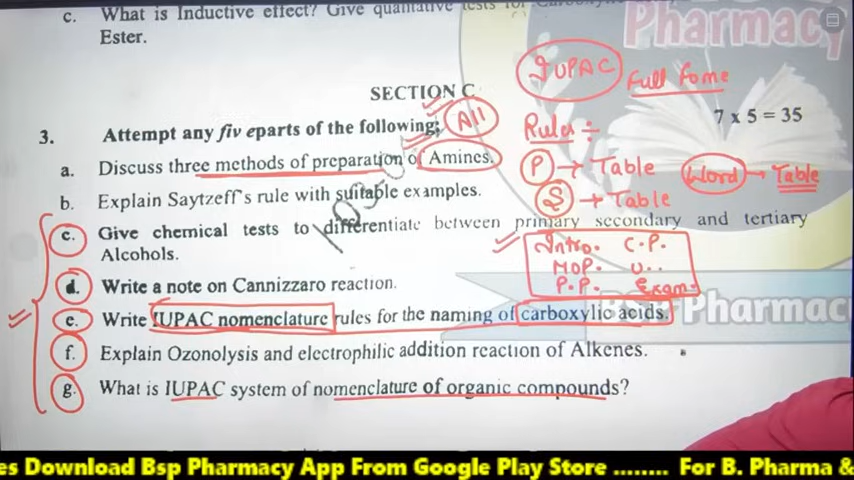 c. What is Inductive effect? Give qualitative tests for
Ester.
Pharmacy
SECTION C
IUPAC Full Fome
3. Attempt any fiv eparts of the following; All
7 x 5 = 35
Rules :-
a. Discuss three methods of preparation of Amines.
P → Table Word → Table
b. Explain Saytzeff's rule with suitable examples.
S → Table
c. Give chemical tests to differentiate between primary secondary and tertiary
Alcohols.
Intro. C.P.
MOP. U..
P.P. Exam.
d. Write a note on Cannizzaro reaction.
e. Write IUPAC nomenclature rules for the naming of carboxylic acids.
Pharmacy
f. Explain Ozonolysis and electrophilic addition reaction of Alkenes.
g. What is IUPAC system of nomenclature of organic compounds?
es Download Bsp Pharmacy App From Google Play Store ........ For B. Pharma &